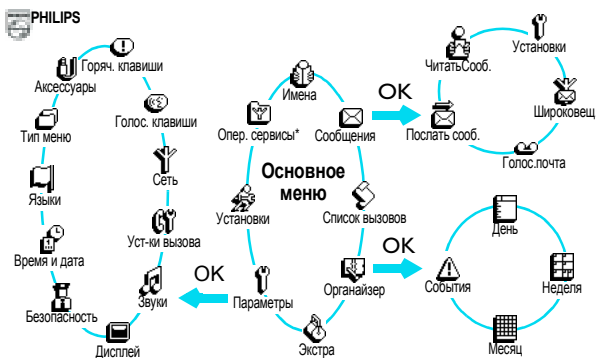 PHILIPS
Горяч. клавиши
Аксессуары
Голос. клавиши
Тип меню
Сеть
Языки
Уст-ки вызова
Время и дата
Звуки
Безопасность
Дисплей
OK
Основное
меню
Имена
Опер. сервисы*
Сообщения
Установки
Список вызовов
Параметры
Органайзер
Экстра
OK
Установки
ЧитатьСооб.
Широковещ
Послать сооб.
Голос.почта
OK
День
События
Неделя
Месяц